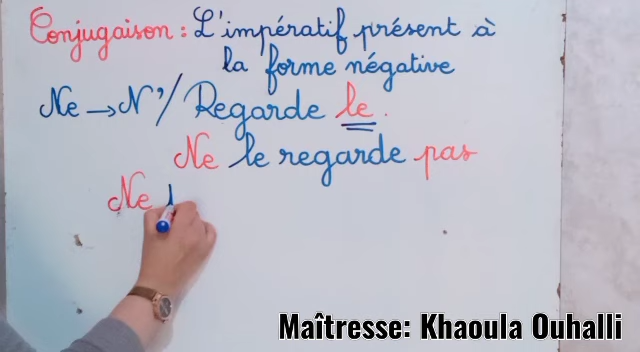 Conjugaison : L'impératif présent à
la forme négative
Ne → N' / Regarde le.
Ne le regarde pas
Ne
Maîtresse: Khaoula Ouhalli